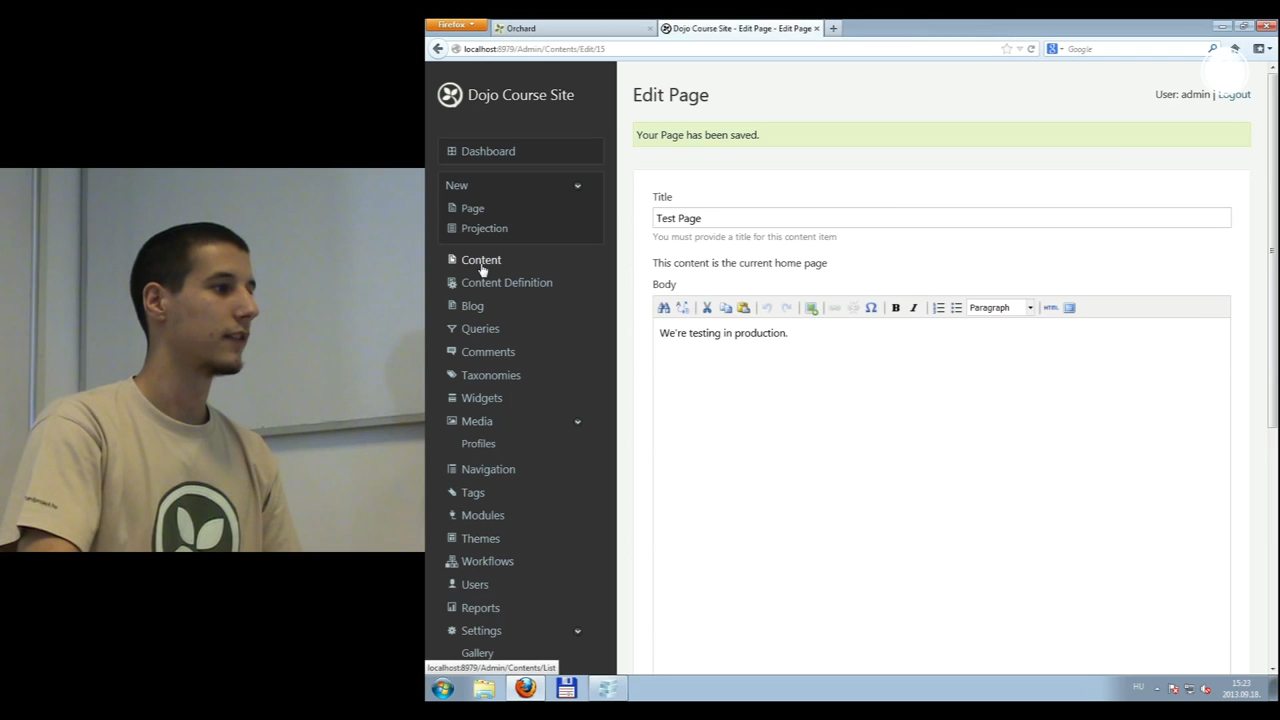 Firefox
Orchard
Dojo Course Site - Edit Page - Edit Page
localhost:8979/Admin/Contents/Edit/15
Google
Dojo Course Site
Dashboard
New
Page
Projection
Content
Content Definition
Blog
Queries
Comments
Taxonomies
Widgets
Media
Profiles
Navigation
Tags
Modules
Themes
Workflows
Users
Reports
Settings
Gallery
localhost:8979/Admin/Contents/List
Edit Page
User: admin | Logout
Your Page has been saved.
Title
Test Page
You must provide a title for this content item
This content is the current home page
Body
B I
Paragraph
HTML
We're testing in production.
HU
15:23
2013.09.18.